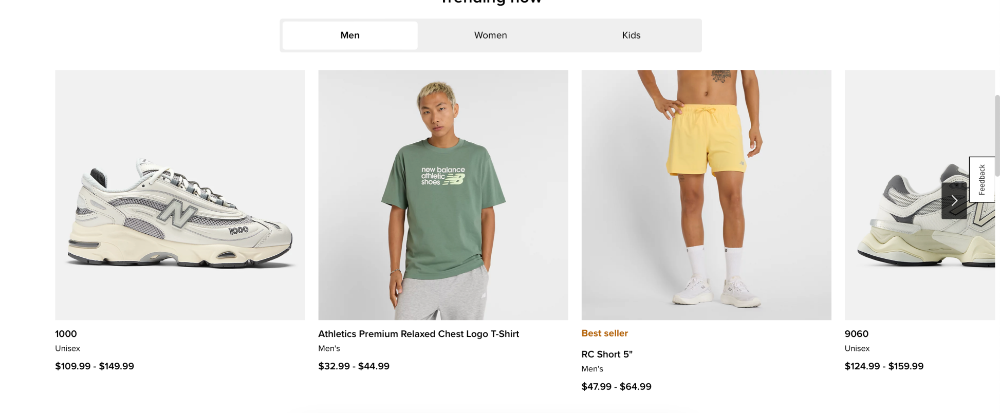 Trending now
Men
Women
Kids
new balance
athletic
shoes NB
N
1000
Feedback
1000
Unisex
$109.99 - $149.99
Athletics Premium Relaxed Chest Logo T-Shirt
Men's
$32.99 - $44.99
Best seller
RC Short 5"
Men's
$47.99 - $64.99
9060
Unisex
$124.99 - $159.99